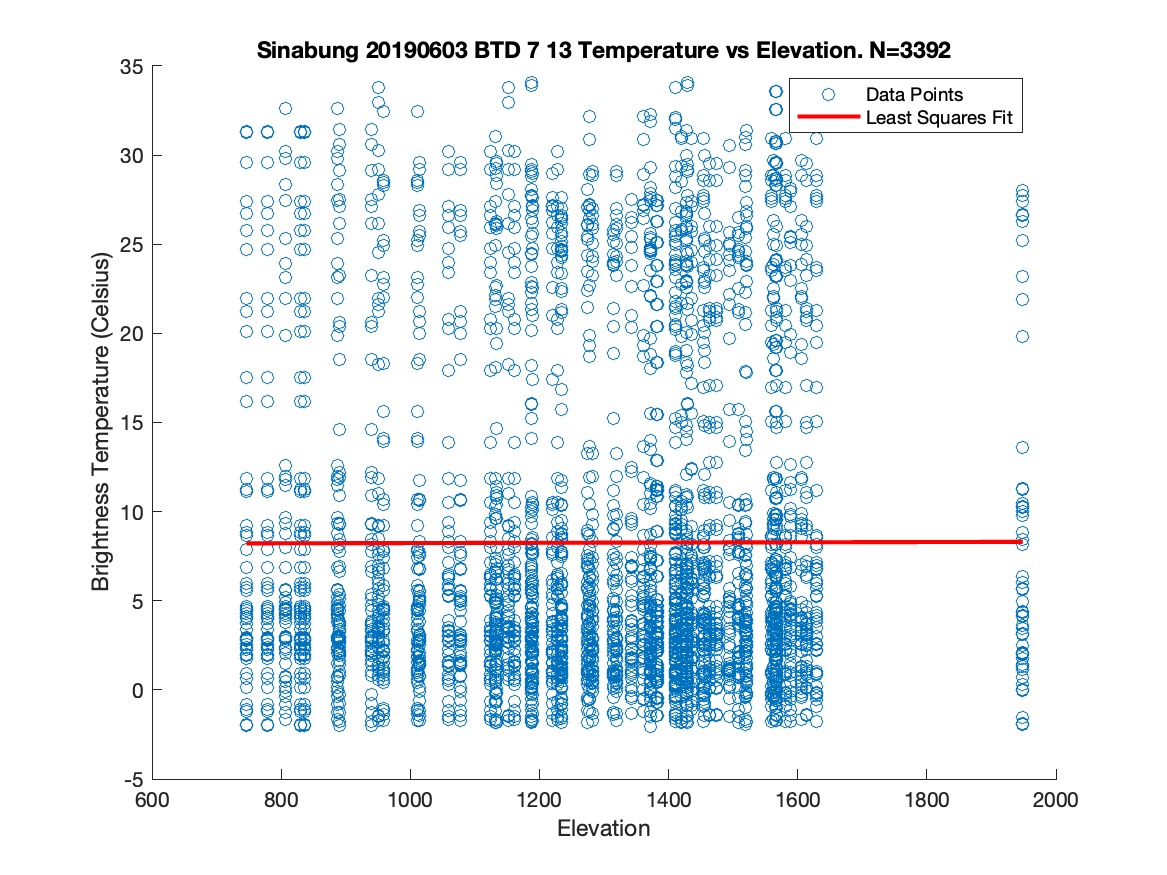 Sinabung 20190603 BTD 7 13 Temperature vs Elevation. N=3392
Data Points
Least Squares Fit
Brightness Temperature (Celsius)
35
30
25
20
15
10
5
0
-5
600 800 1000 1200 1400 1600 1800 2000
Elevation